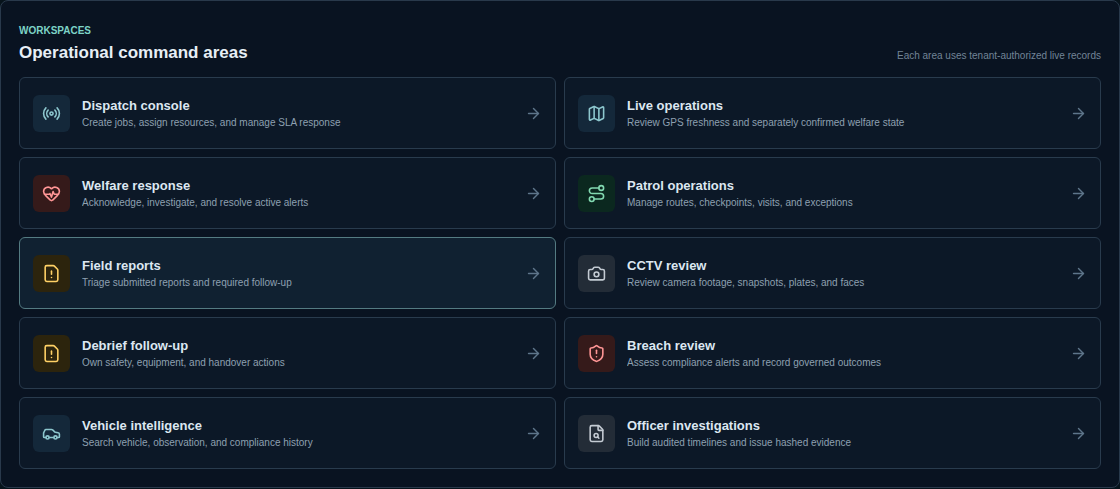 WORKSPACES
Operational command areas
Each area uses tenant-authorized live records
Dispatch console
Create jobs, assign resources, and manage SLA response
Live operations
Review GPS freshness and separately confirmed welfare state
Welfare response
Acknowledge, investigate, and resolve active alerts
Patrol operations
Manage routes, checkpoints, visits, and exceptions
Field reports
Triage submitted reports and required follow-up
CCTV review
Review camera footage, snapshots, plates, and faces
Debrief follow-up
Own safety, equipment, and handover actions
Breach review
Assess compliance alerts and record governed outcomes
Vehicle intelligence
Search vehicle, observation, and compliance history
Officer investigations
Build audited timelines and issue hashed evidence